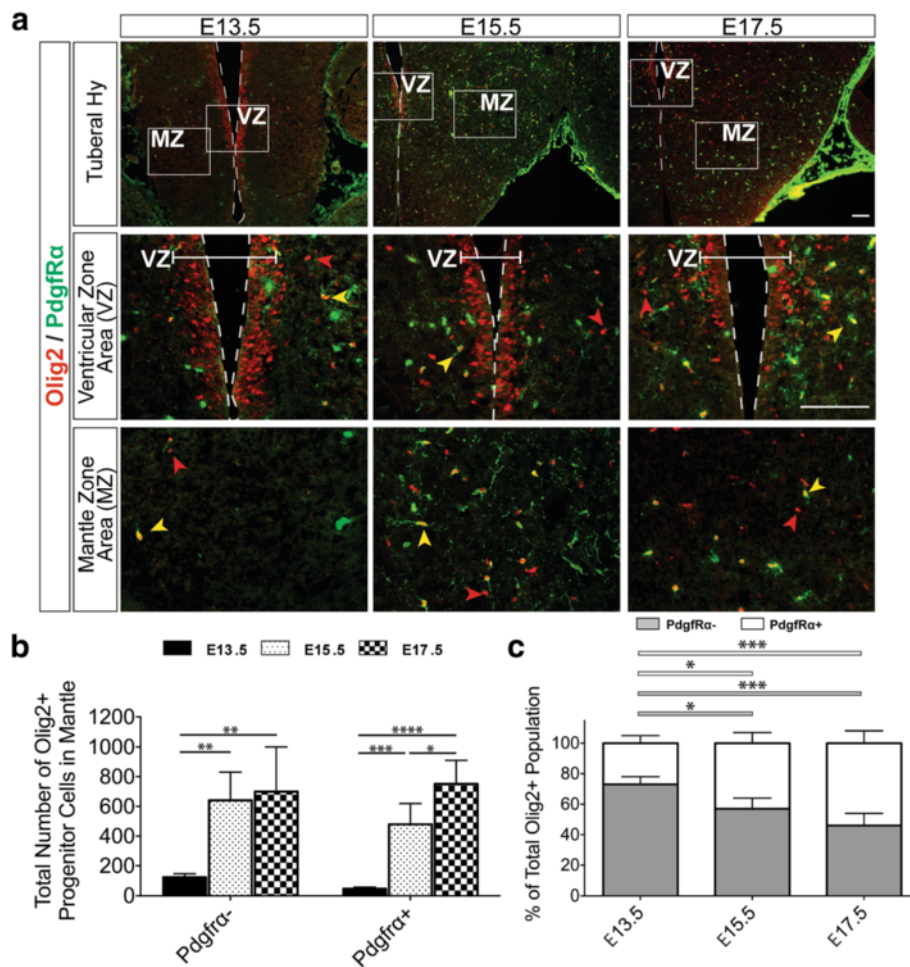 a
E13.5 E15.5 E17.5
Olig2 / PdgfRα
Tuberal Hy
MZ VZ
VZ MZ
VZ MZ
Ventricular Zone
Area (VZ)
VZ VZ VZ
Mantle Zone
Area (MZ)
b
E13.5 E15.5 E17.5
Total Number of Olig2+
Progenitor Cells in Mantle
1200
1000
800
600
400
200
0
** **
**** *** *
Pdgfrα- Pdgfrα+
c
PdgfRα- PdgfRα+
***
*
***
*
% of Total Olig2+ Population
100
80
60
40
20
0
E13.5 E15.5 E17.5